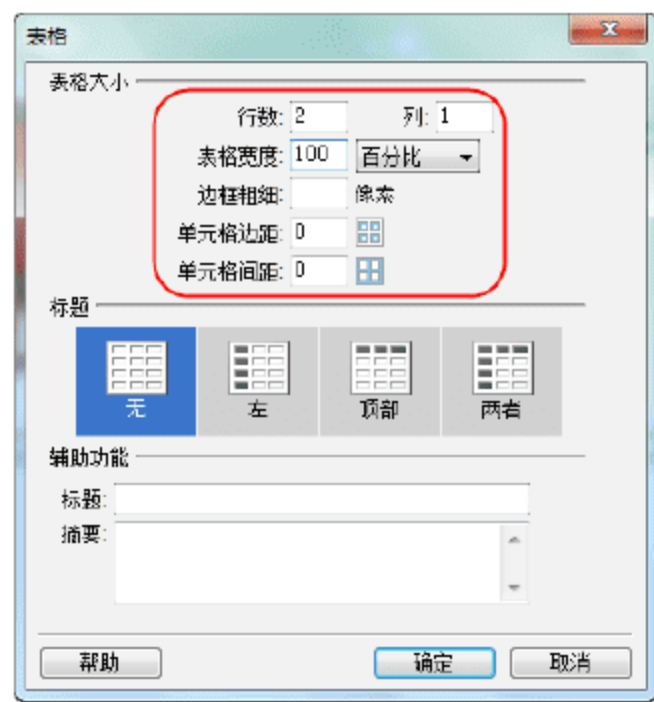 表格
表格大小
行数: 2 列: 1
表格宽度: 100 百分比
边框粗细: 像素
单元格边距: 0
单元格间距: 0
标题
无 左 顶部 两者
辅助功能
标题:
摘要:
帮助 确定 取消